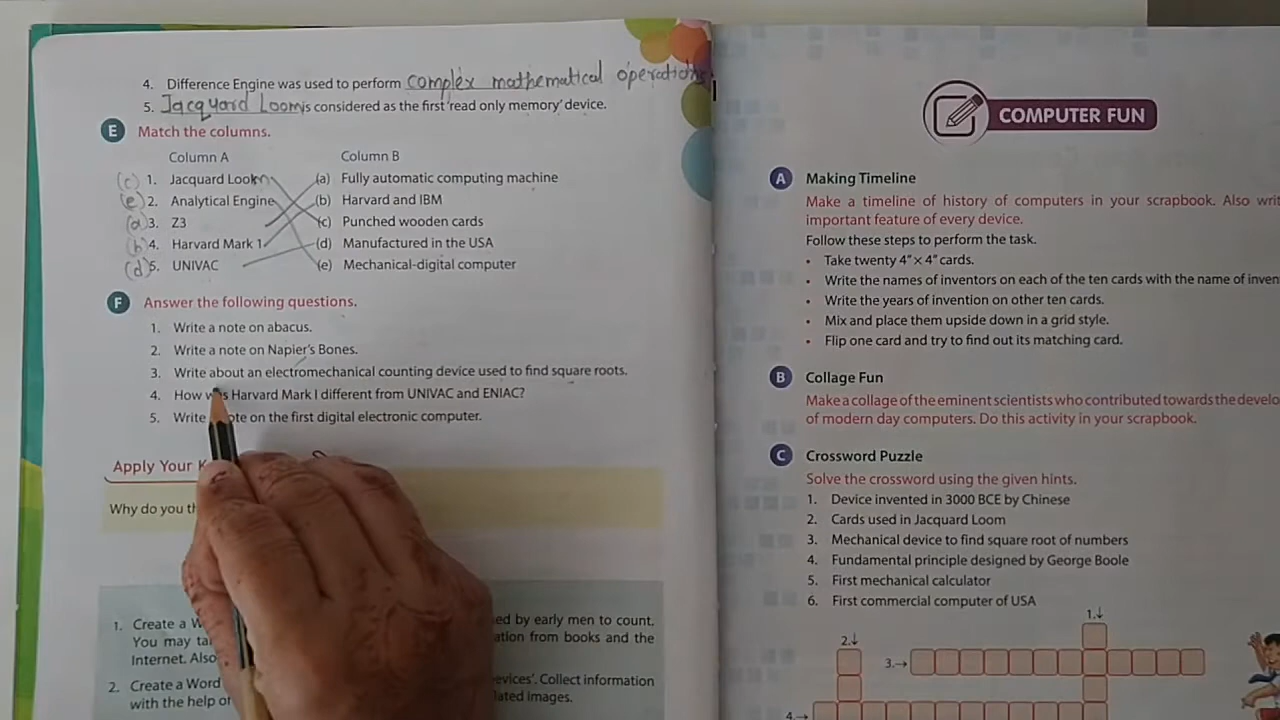 4. Difference Engine was used to perform complex mathematical operations
5. Jacquard Loom is considered as the first 'read only memory' device.
E Match the columns.
Column A Column B
(c) 1. Jacquard Loom (a) Fully automatic computing machine
(e) 2. Analytical Engine (b) Harvard and IBM
(a) 3. Z3 (c) Punched wooden cards
(b) 4. Harvard Mark 1 (d) Manufactured in the USA
(d) 5. UNIVAC (e) Mechanical-digital computer
F Answer the following questions.
1. Write a note on abacus.
2. Write a note on Napier's Bones.
3. Write about an electromechanical counting device used to find square roots.
4. How was Harvard Mark I different from UNIVAC and ENIAC?
5. Write note on the first digital electronic computer.
Apply Your
Why do you
1. Create a ed by early men to count.
You may ation from books and the
Internet. Also
2. Create a Word evices'. Collect information
with the help lated images.
COMPUTER FUN
A Making Timeline
Make a timeline of history of computers in your scrapbook. Also
important feature of every device.
Follow these steps to perform the task.
• Take twenty 4" × 4" cards.
• Write the names of inventors on each of the ten cards with the name of
• Write the years of invention on other ten cards.
• Mix and place them upside down in a grid style.
• Flip one card and try to find out its matching card.
B Collage Fun
Make a collage of the eminent scientists who contributed towards the
of modern day computers. Do this activity in your scrapbook.
C Crossword Puzzle
Solve the crossword using the given hints.
1. Device invented in 3000 BCE by Chinese
2. Cards used in Jacquard Loom
3. Mechanical device to find square root of numbers
4. Fundamental principle designed by George Boole
5. First mechanical calculator
6. First commercial computer of USA
1.↓
2.↓
3.→
4.→